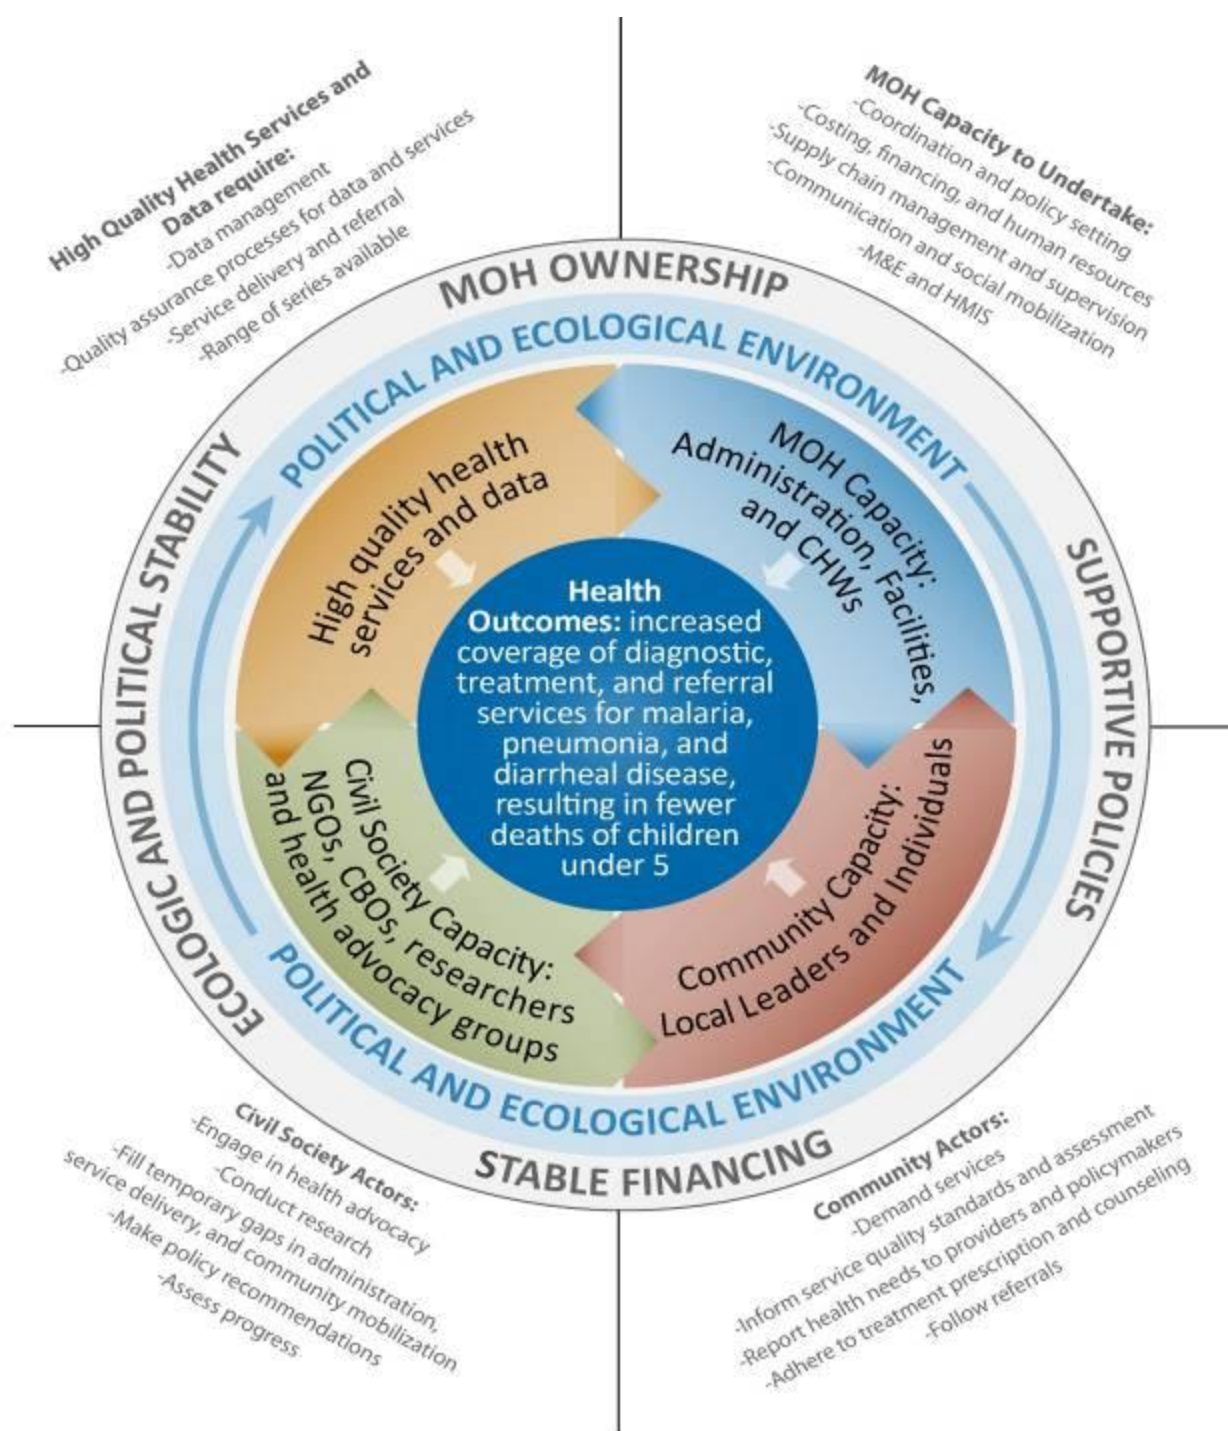 High Quality Health Services and
Data require:
-Data management
-Quality assurance processes for data and services
-Service delivery and referral
-Range of series available
MOH Capacity to Undertake:
-Coordination and policy setting
-Costing, financing, and human resources
-Supply chain management and supervision
-Communication and social mobilization
-M&E and HMIS
MOH OWNERSHIP
SUPPORTIVE POLICIES
STABLE FINANCING
ECOLOGIC AND POLITICAL STABILITY
POLITICAL AND ECOLOGICAL ENVIRONMENT
POLITICAL AND ECOLOGICAL ENVIRONMENT
High quality health
services and data
MOH Capacity:
Administration, Facilities,
and CHWs
Health
Outcomes: increased
coverage of diagnostic,
treatment, and referral
services for malaria,
pneumonia, and
diarrheal disease,
resulting in fewer
deaths of children
under 5
Civil Society Capacity:
NGOs, CBOs, researchers
and health advocacy groups
Community Capacity:
Local Leaders and Individuals
Civil Society Actors:
-Engage in health advocacy
-Conduct research
-Fill temporary gaps in administration,
service delivery, and community mobilization
-Make policy recommendations
-Assess progress
Community Actors:
-Demand services
-Inform service quality standards and assessment
-Report health needs to providers and policymakers
-Adhere to treatment prescription and counseling
-Follow referrals